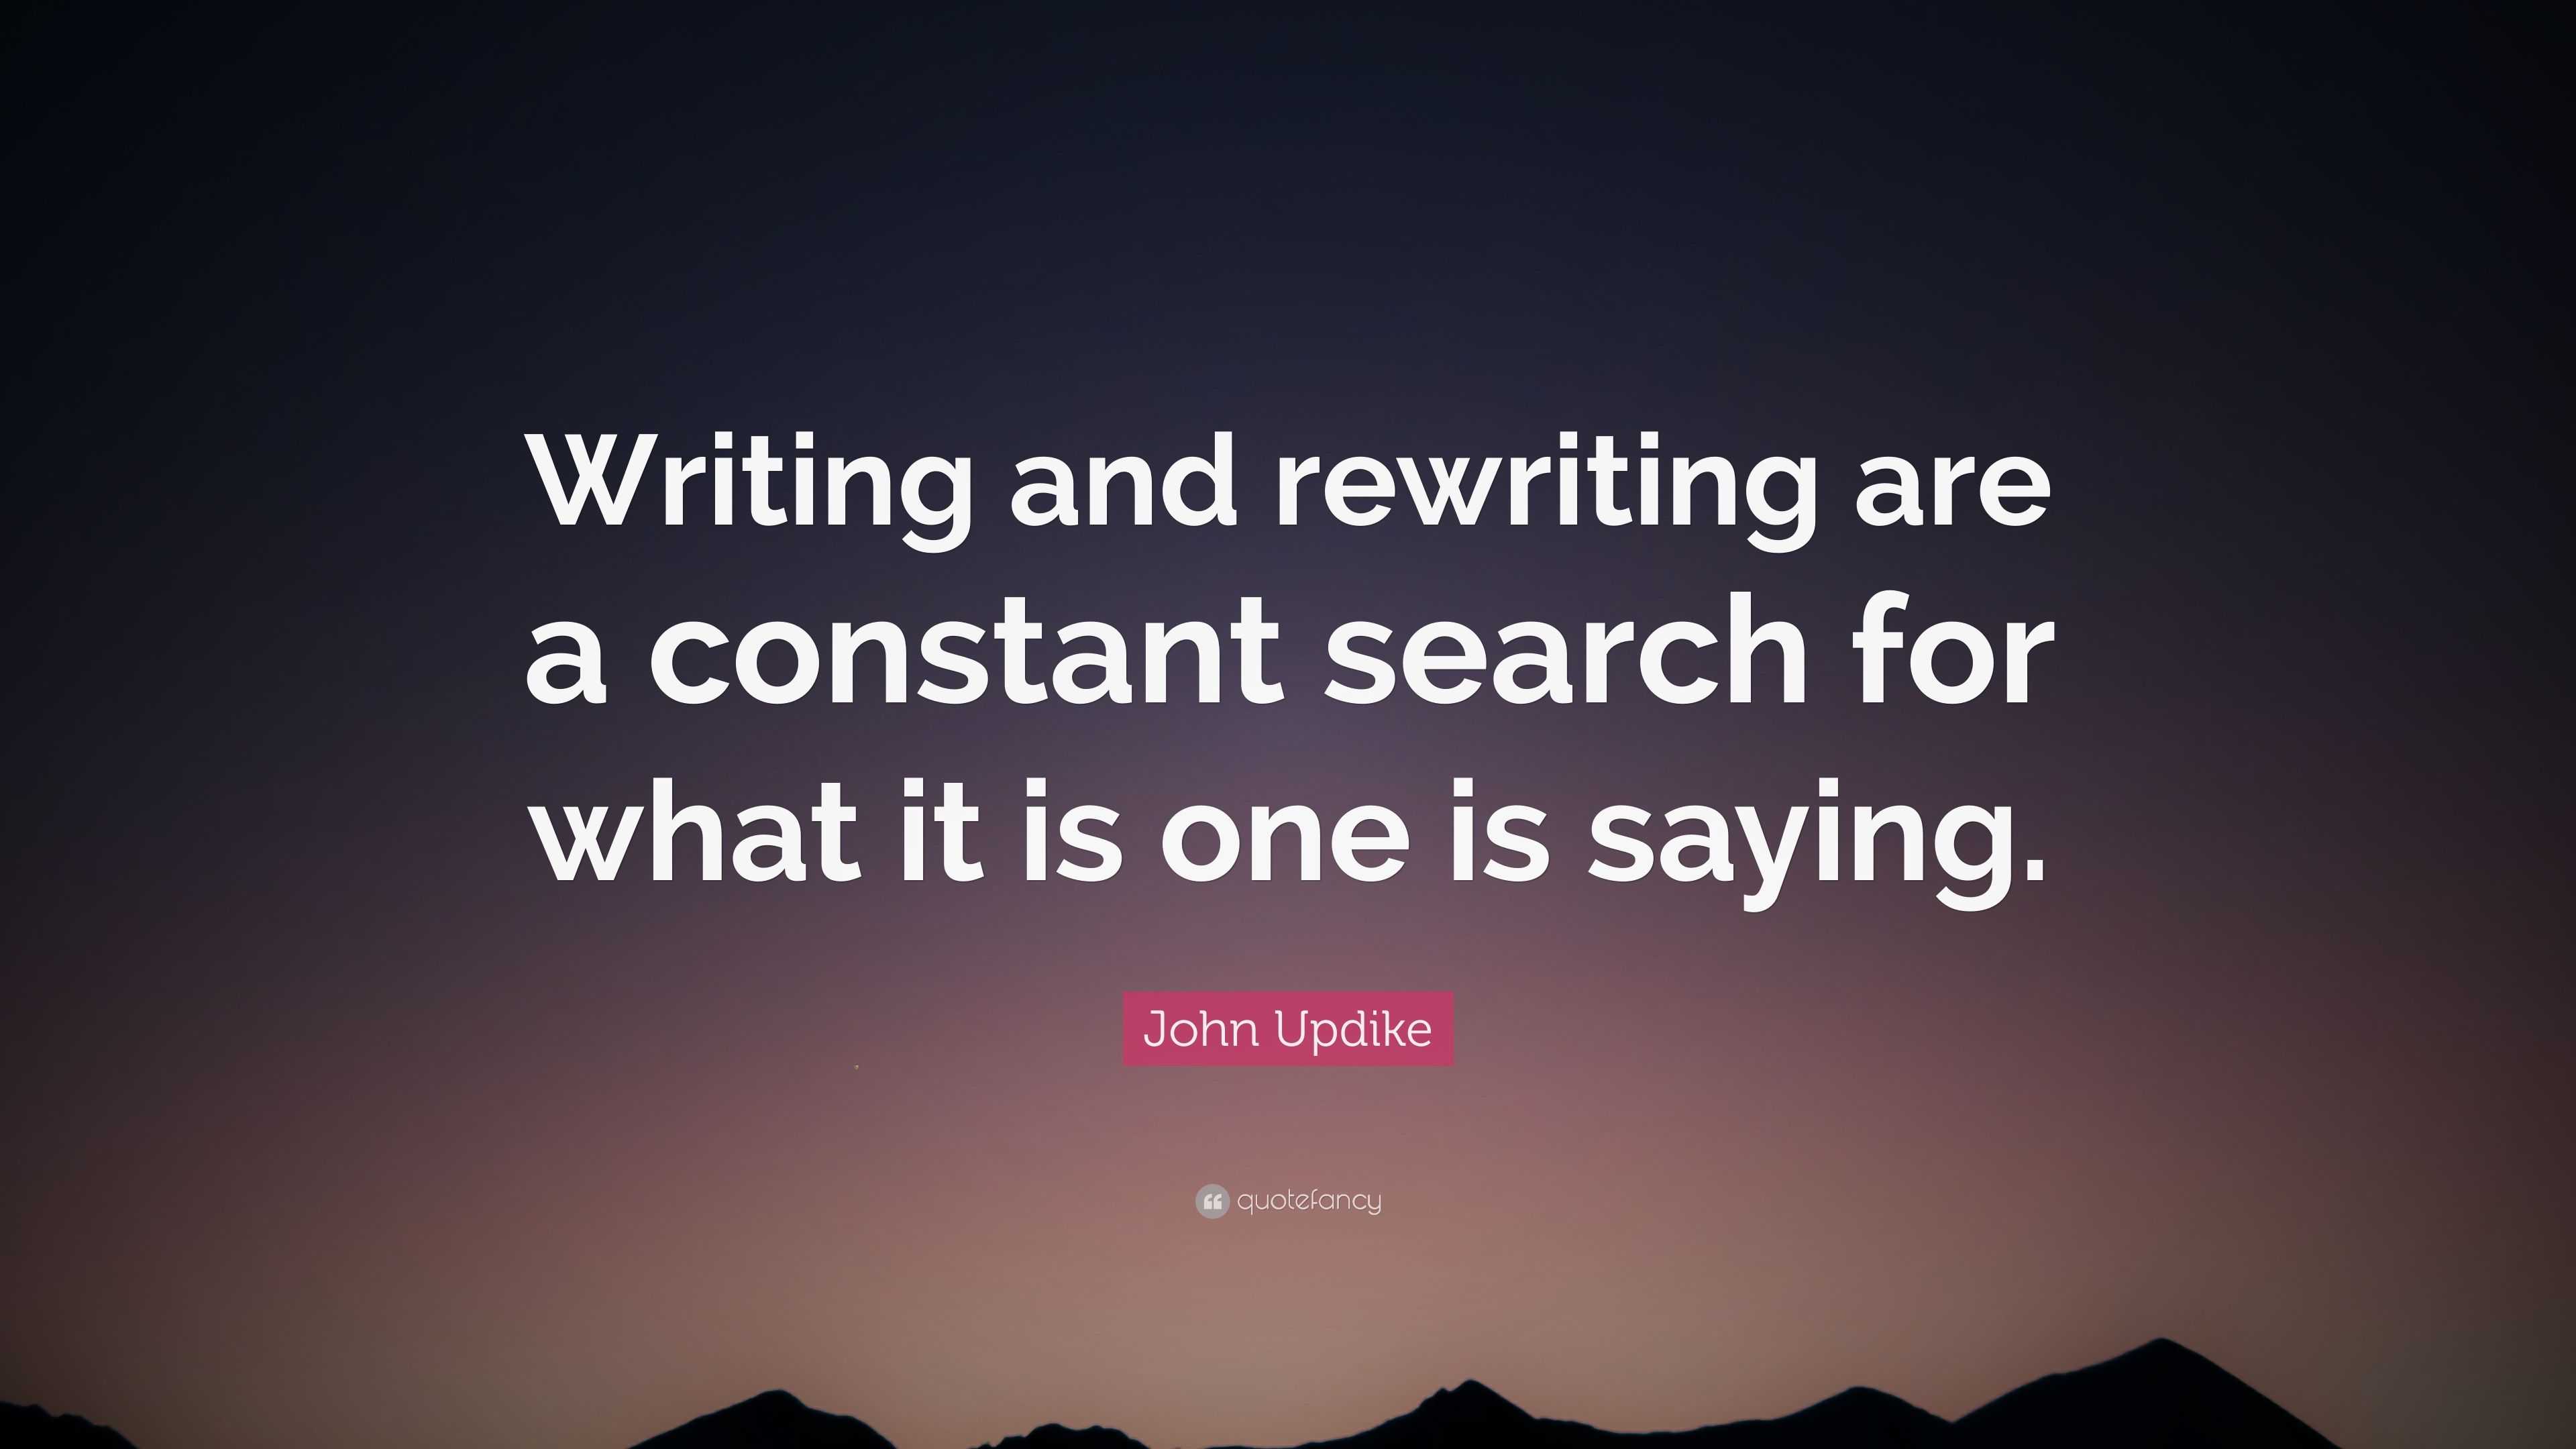 Writing and rewriting are
a constant search for
what it is one is saying.
John Updike
quotefancy